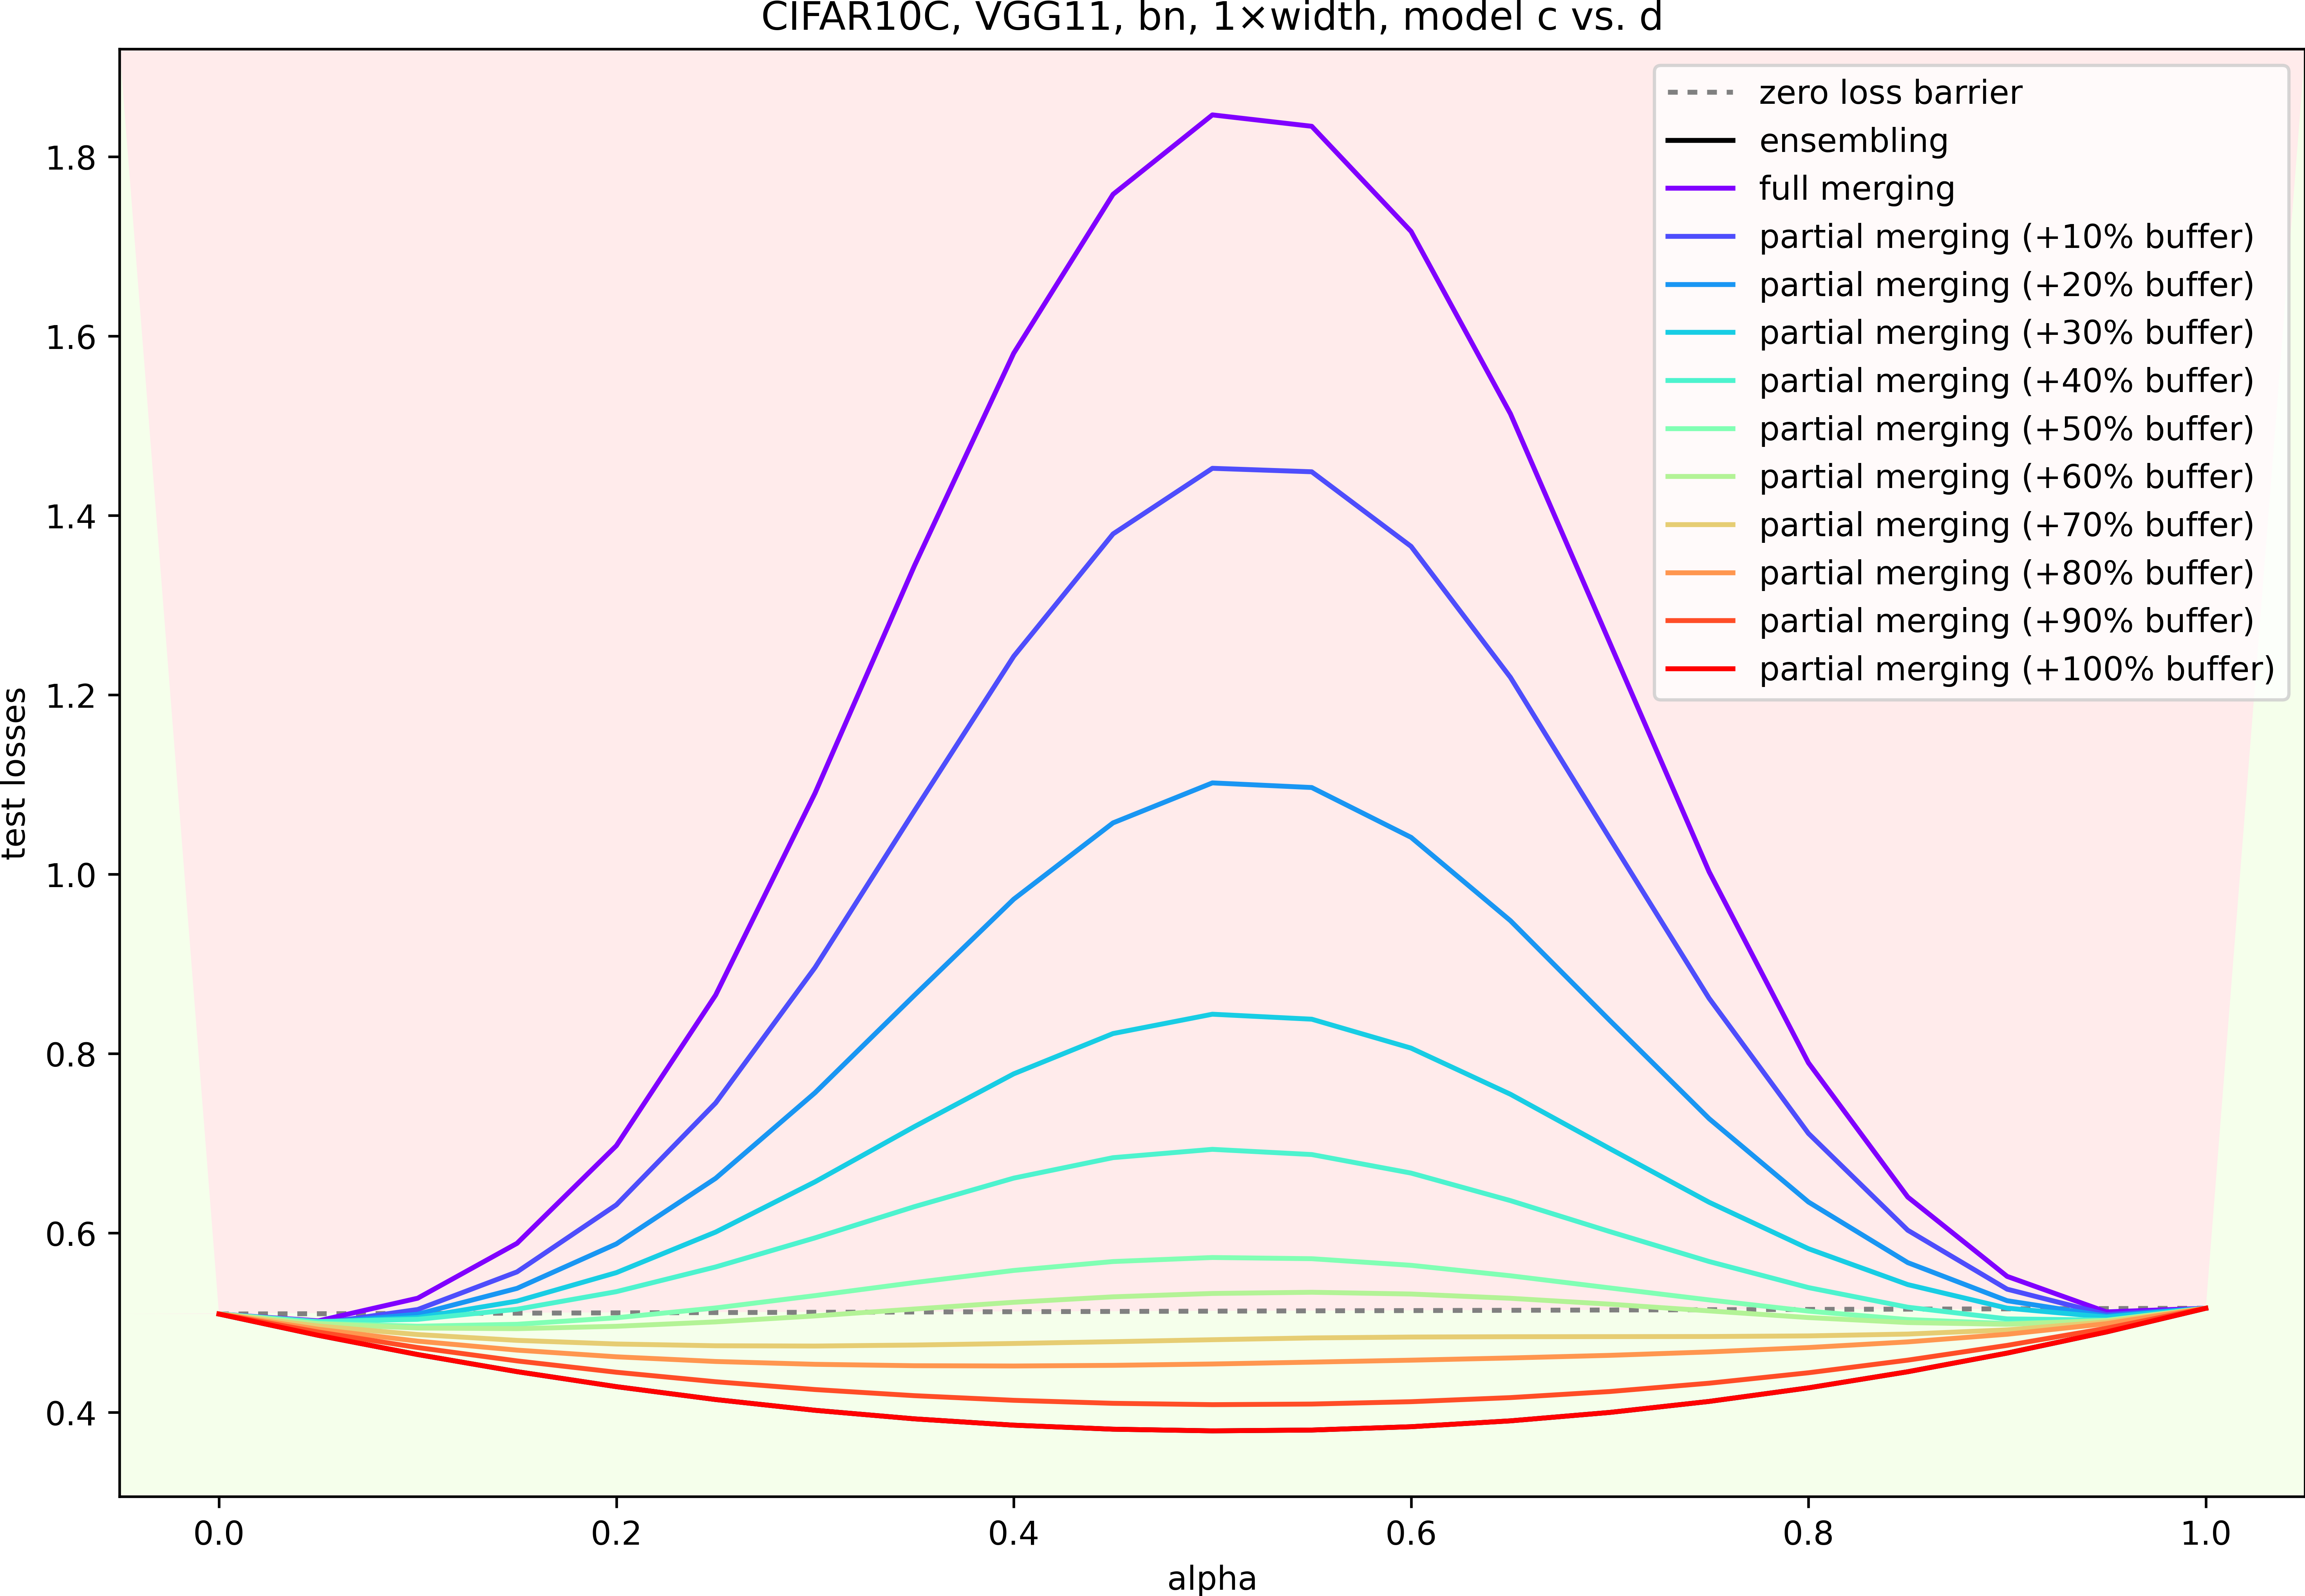 CIFAR10C, VGG11, bn, 1×width, model c vs. d
zero loss barrier
ensembling
full merging
partial merging (+10% buffer)
partial merging (+20% buffer)
partial merging (+30% buffer)
partial merging (+40% buffer)
partial merging (+50% buffer)
partial merging (+60% buffer)
partial merging (+70% buffer)
partial merging (+80% buffer)
partial merging (+90% buffer)
partial merging (+100% buffer)
test losses
1.8
1.6
1.4
1.2
1.0
0.8
0.6
0.4
0.0 0.2 0.4 0.6 0.8 1.0
alpha